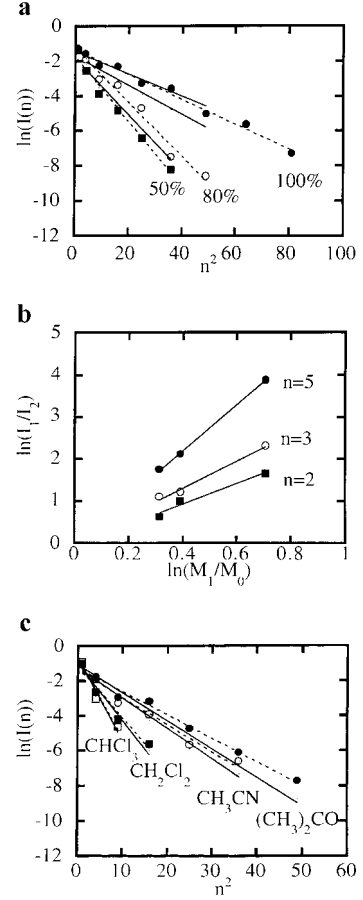 a
ln(I(n))
0
-2
-4
-6
-8
-10
-12
50%
80%
100%
0 20 40 60 80 100
n²
b
ln(I₁/I₂)
5
4
3
2
1
0
n=5
n=3
n=2
0 0.2 0.4 0.6 0.8 1
ln(M₁/M₀)
c
ln(I(n))
0
-2
-4
-6
-8
-10
-12
CHCl₃
CH₂Cl₂
CH₃CN
(CH₃)₂CO
0 10 20 30 40 50 60
n²